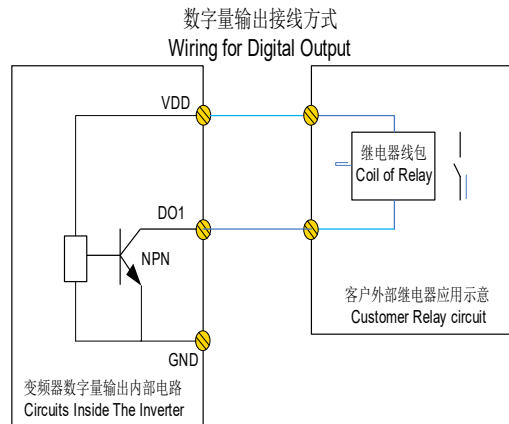 数字量输出接线方式
Wiring for Digital Output
VDD
继电器线包
Coil of Relay
DO1
NPN
客户外部继电器应用示意
Customer Relay circuit
GND
变频器数字量输出内部电路
Circuits Inside The Inverter